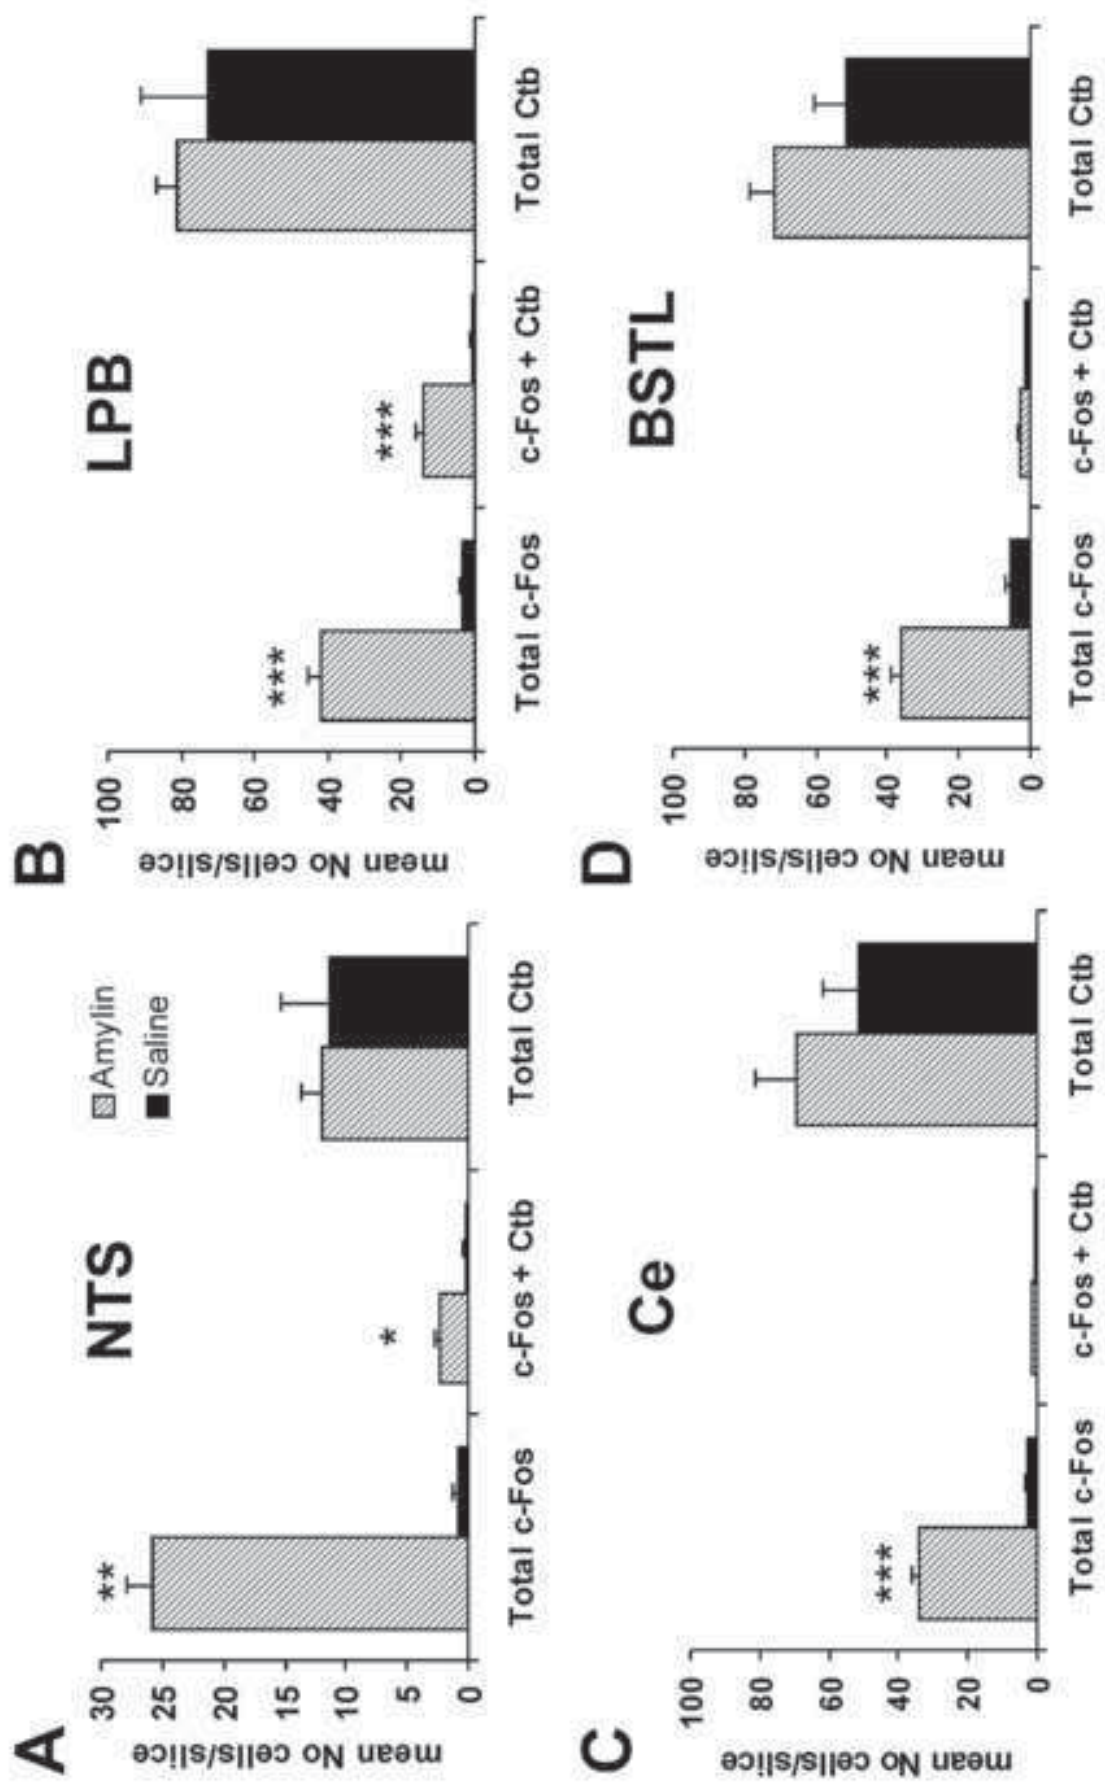 A
NTS
Amylin
Saline
mean No cells/slice
30
25
20
15
10
5
0
**
*
Total c-Fos
c-Fos + Ctb
Total Ctb
B
LPB
mean No cells/slice
100
80
60
40
20
0
***
***
Total c-Fos
c-Fos + Ctb
Total Ctb
C
Ce
mean No cells/slice
100
80
60
40
20
0
***
Total c-Fos
c-Fos + Ctb
Total Ctb
D
BSTL
mean No cells/slice
100
80
60
40
20
0
***
Total c-Fos
c-Fos + Ctb
Total Ctb